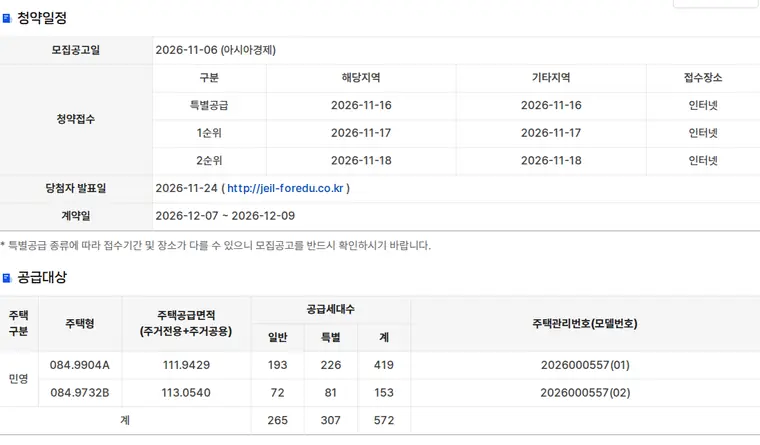 청약일정
모집공고일 2026-11-06 (아시아경제)
청약접수
구분 해당지역 기타지역 접수장소
특별공급 2026-11-16 2026-11-16 인터넷
1순위 2026-11-17 2026-11-17 인터넷
2순위 2026-11-18 2026-11-18 인터넷
당첨자 발표일 2026-11-24 ( http://jeil-foredu.co.kr )
계약일 2026-12-07 ~ 2026-12-09
* 특별공급 종류에 따라 접수기간 및 장소가 다를 수 있으니 모집공고를 반드시 확인하시기 바랍니다.
공급대상
주택
구분
주택형
주택공급면적
(주거전용+주거공용)
공급세대수
일반 특별 계
주택관리번호(모델번호)
민영
084.9904A 111.9429 193 226 419 2026000557(01)
084.9732B 113.0540 72 81 153 2026000557(02)
계 265 307 572